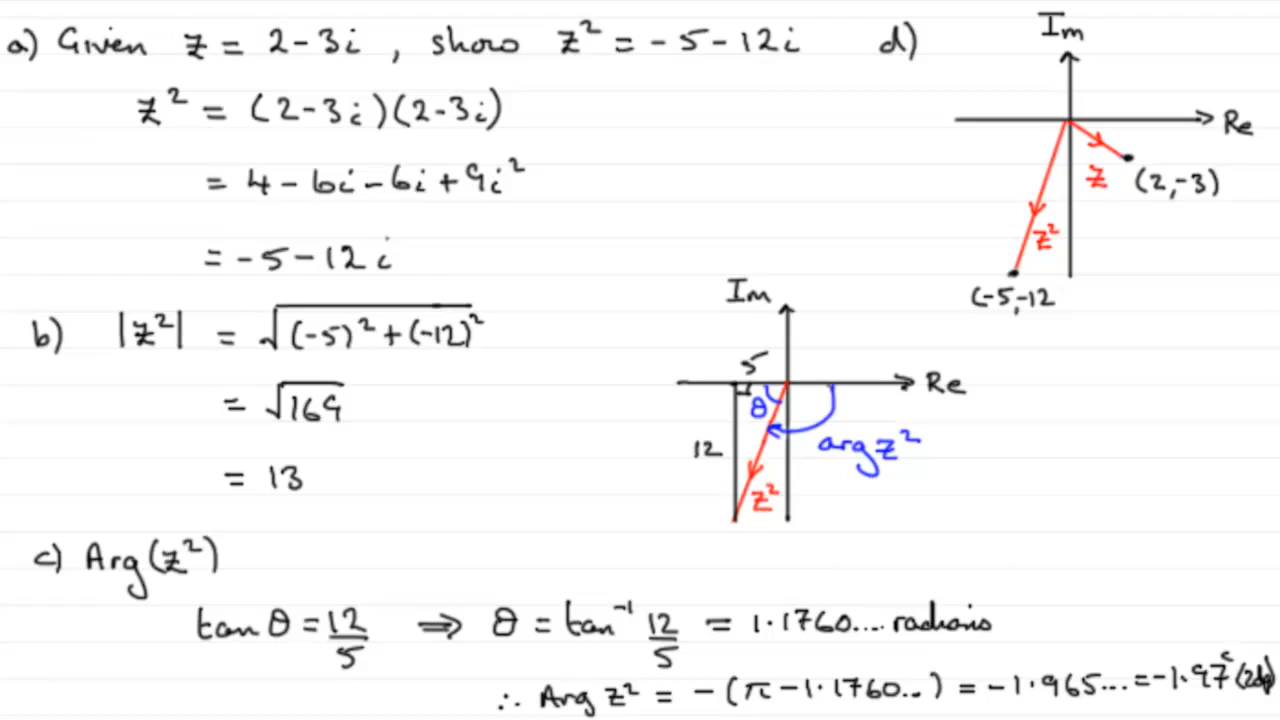 a) Given z = 2-3i , show z² = -5-12i
z² = (2-3i)(2-3i)
= 4-6i-6i+9i²
= -5-12i
b) |z²| = √(-5)²+(-12)²
= √169
= 13
c) Arg(z²)
tan θ = 12/5 ⇒ θ = tan⁻¹ 12/5 = 1.1760.... radians
∴ Arg z² = -(π-1.1760..) = -1.965... = -1.97ᶜ (2dp)
d)
Im
Re
z
(2,-3)
z²
(-5,-12
Im
5
Re
θ
12
arg z²
z²